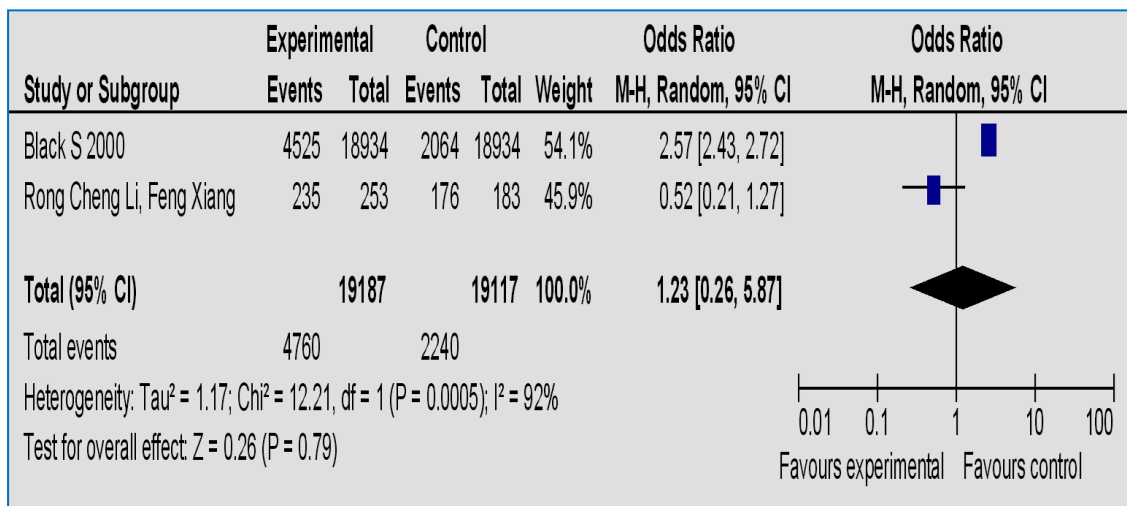 Experimental Control Odds Ratio Odds Ratio
Study or Subgroup Events Total Events Total Weight M-H, Random, 95% CI M-H, Random, 95% CI
Black S 2000 4525 18934 2064 18934 54.1% 2.57 [2.43, 2.72]
Rong Cheng Li, Feng Xiang 235 253 176 183 45.9% 0.52 [0.21, 1.27]
Total (95% CI) 19187 19117 100.0% 1.23 [0.26, 5.87]
Total events 4760 2240
Heterogeneity: Tau² = 1.17; Chi² = 12.21, df = 1 (P = 0.0005); I² = 92%
Test for overall effect: Z = 0.26 (P = 0.79)
0.01 0.1 1 10 100
Favours experimental Favours control